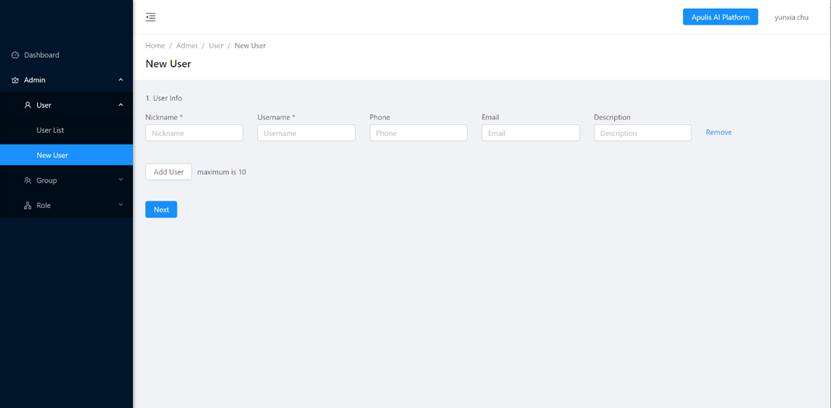 Apulis AI Platform yunxia.chu
Home / Admin / User / New User
New User
Dashboard
Admin
User
User List
New User
Group
Role
1. User Info
Nickname * Username * Phone Email Description
Nickname Username Phone Email Description Remove
Add User maximum is 10
Next